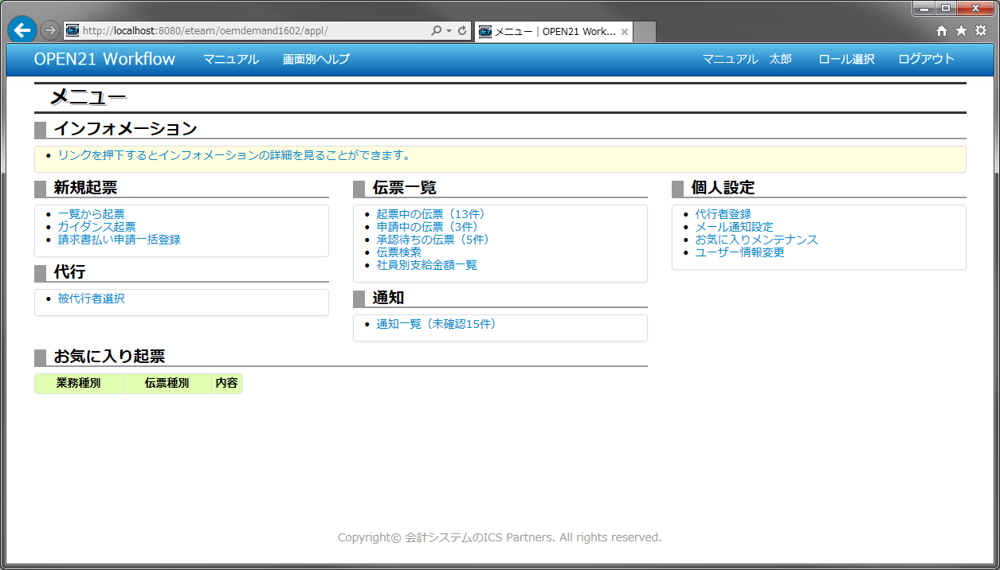 http://localhost:8080/eteam/oemdemand1602/appl/
メニュー | OPEN21 Work...
OPEN21 Workflow マニュアル 画面別ヘルプ マニュアル 太郎 ロール選択 ログアウト
メニュー
インフォメーション
リンクを押下するとインフォメーションの詳細を見ることができます。
新規起票
一覧から起票
ガイダンス起票
請求書払い申請一括登録
代行
被代行者選択
伝票一覧
起票中の伝票（13件）
申請中の伝票（3件）
承認待ちの伝票（5件）
伝票検索
社員別支給金額一覧
通知
通知一覧（未確認15件）
個人設定
代行者登録
メール通知設定
お気に入りメンテナンス
ユーザー情報変更
お気に入り起票
業務種別 伝票種別 内容
Copyright© 会計システムのICS Partners. All rights reserved.